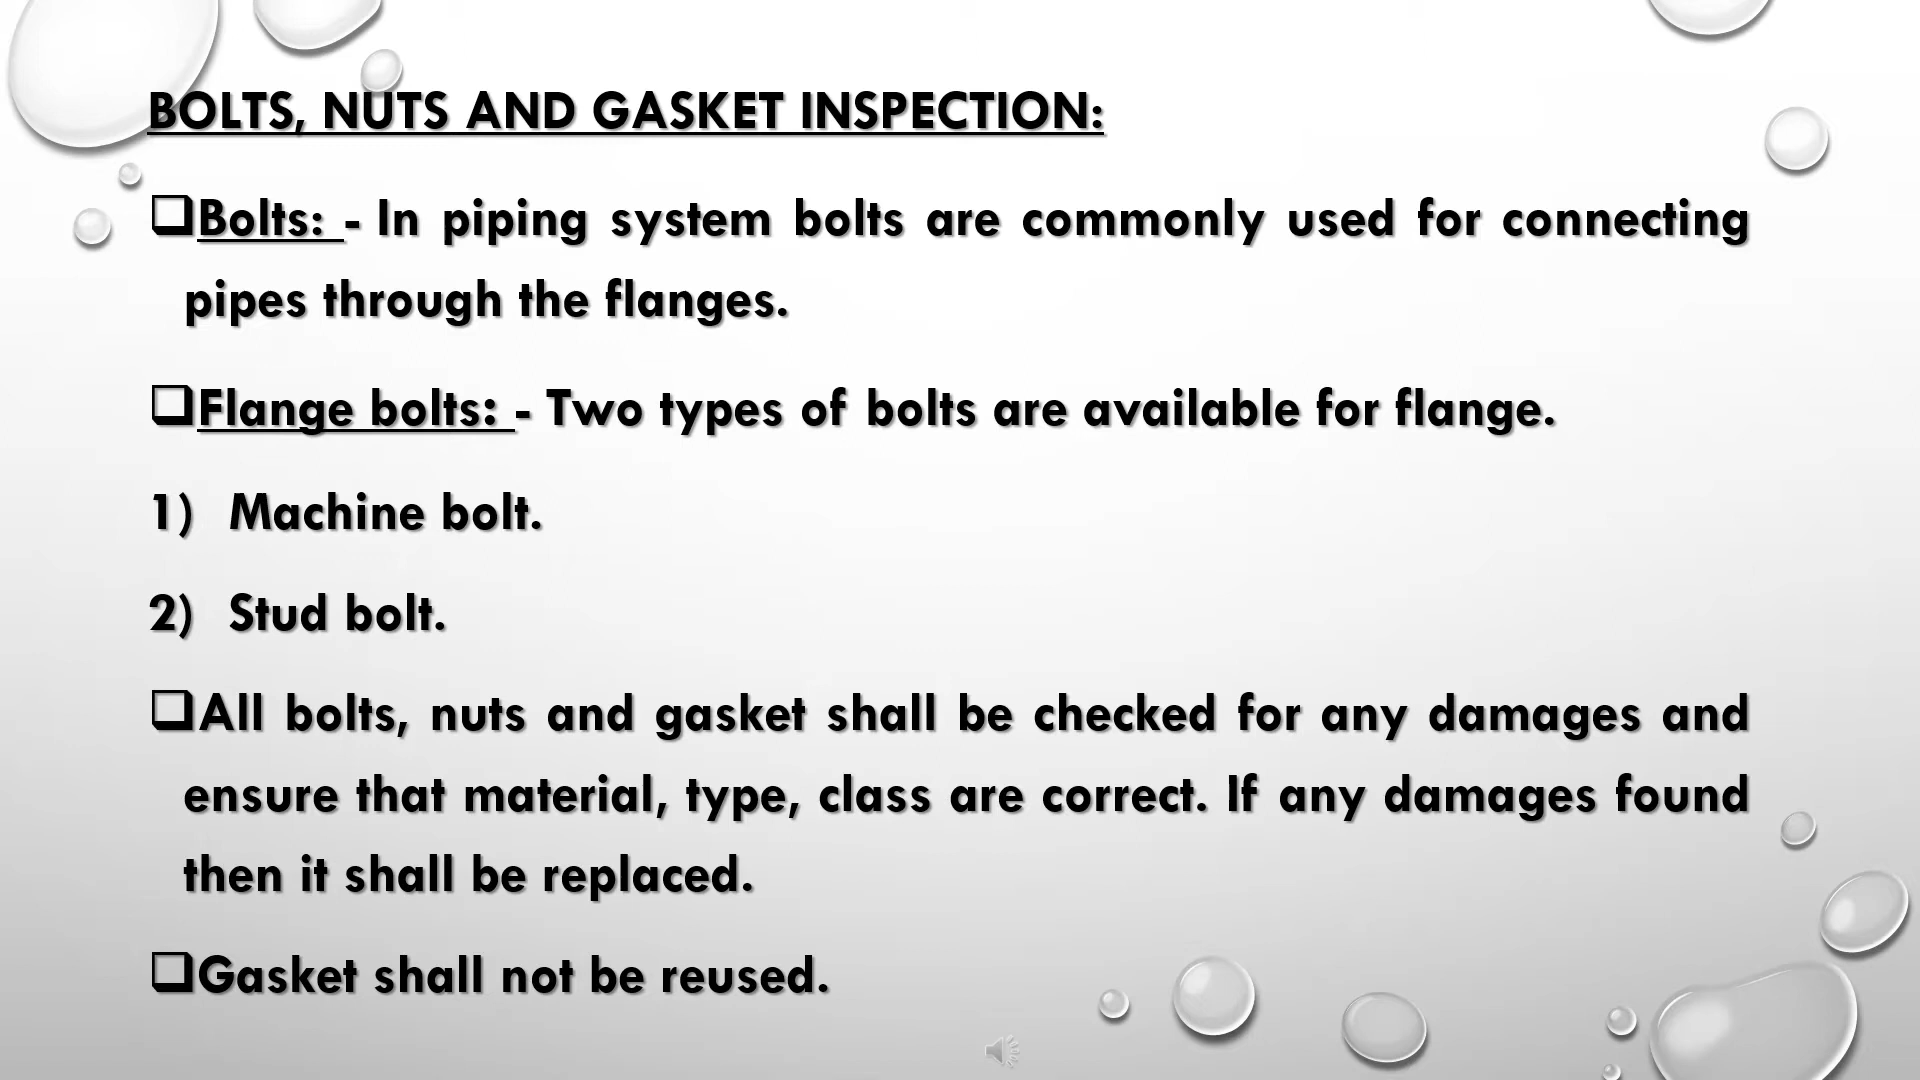 BOLTS, NUTS AND GASKET INSPECTION:
❑Bolts: - In piping system bolts are commonly used for connecting
pipes through the flanges.
❑Flange bolts: - Two types of bolts are available for flange.
1) Machine bolt.
2) Stud bolt.
❑All bolts, nuts and gasket shall be checked for any damages and
ensure that material, type, class are correct. If any damages found
then it shall be replaced.
❑Gasket shall not be reused.